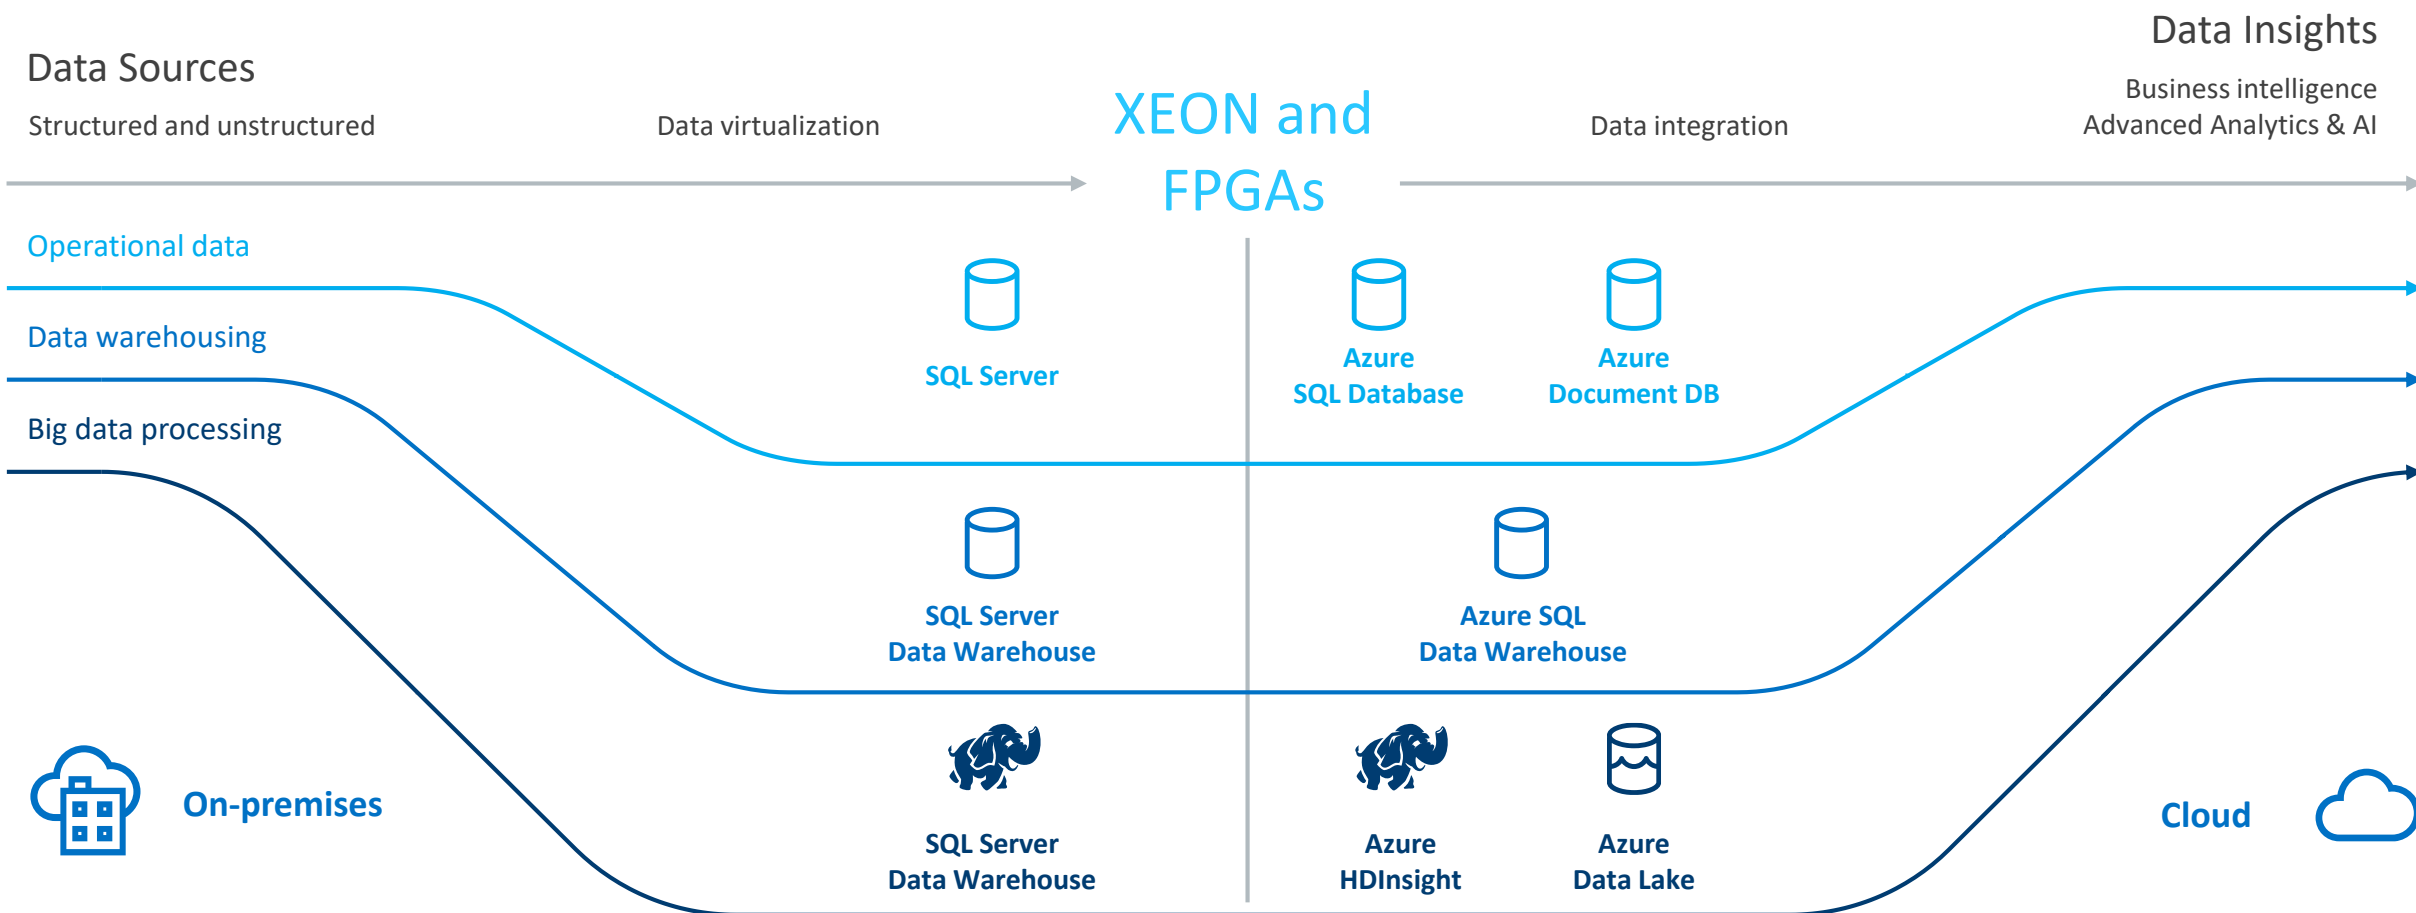 Data Sources
Structured and unstructured
Data virtualization
XEON and
FPGAs
Data integration
Data Insights
Business intelligence
Advanced Analytics & AI
Operational data
Data warehousing
Big data processing
SQL Server
Azure
SQL Database
Azure
Document DB
SQL Server
Data Warehouse
Azure SQL
Data Warehouse
On-premises
SQL Server
Data Warehouse
Azure
HDInsight
Azure
Data Lake
Cloud